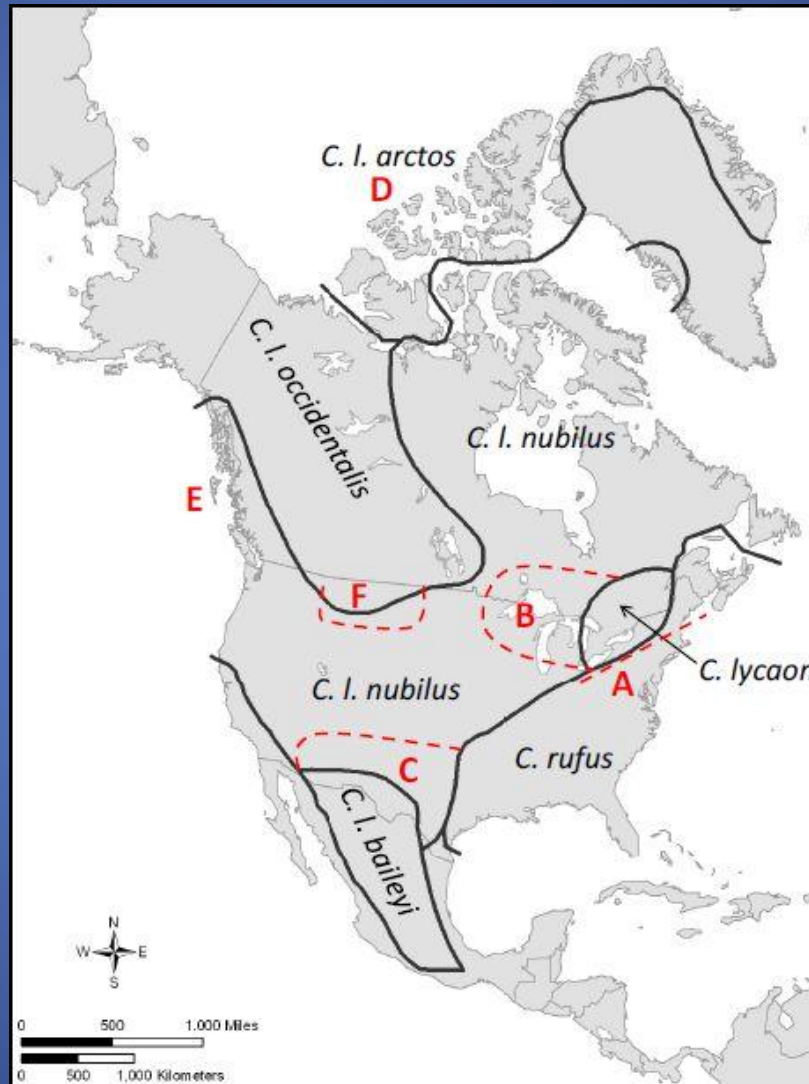 C. l. arctos
D
C. l. occidentalis
C. l. nubilus
E
F
B
C. lycaon
A
C. l. nubilus
C. rufus
C
C. l. baileyi
N
W E
S
0 500 1,000 Miles
0 500 1,000 Kilometers